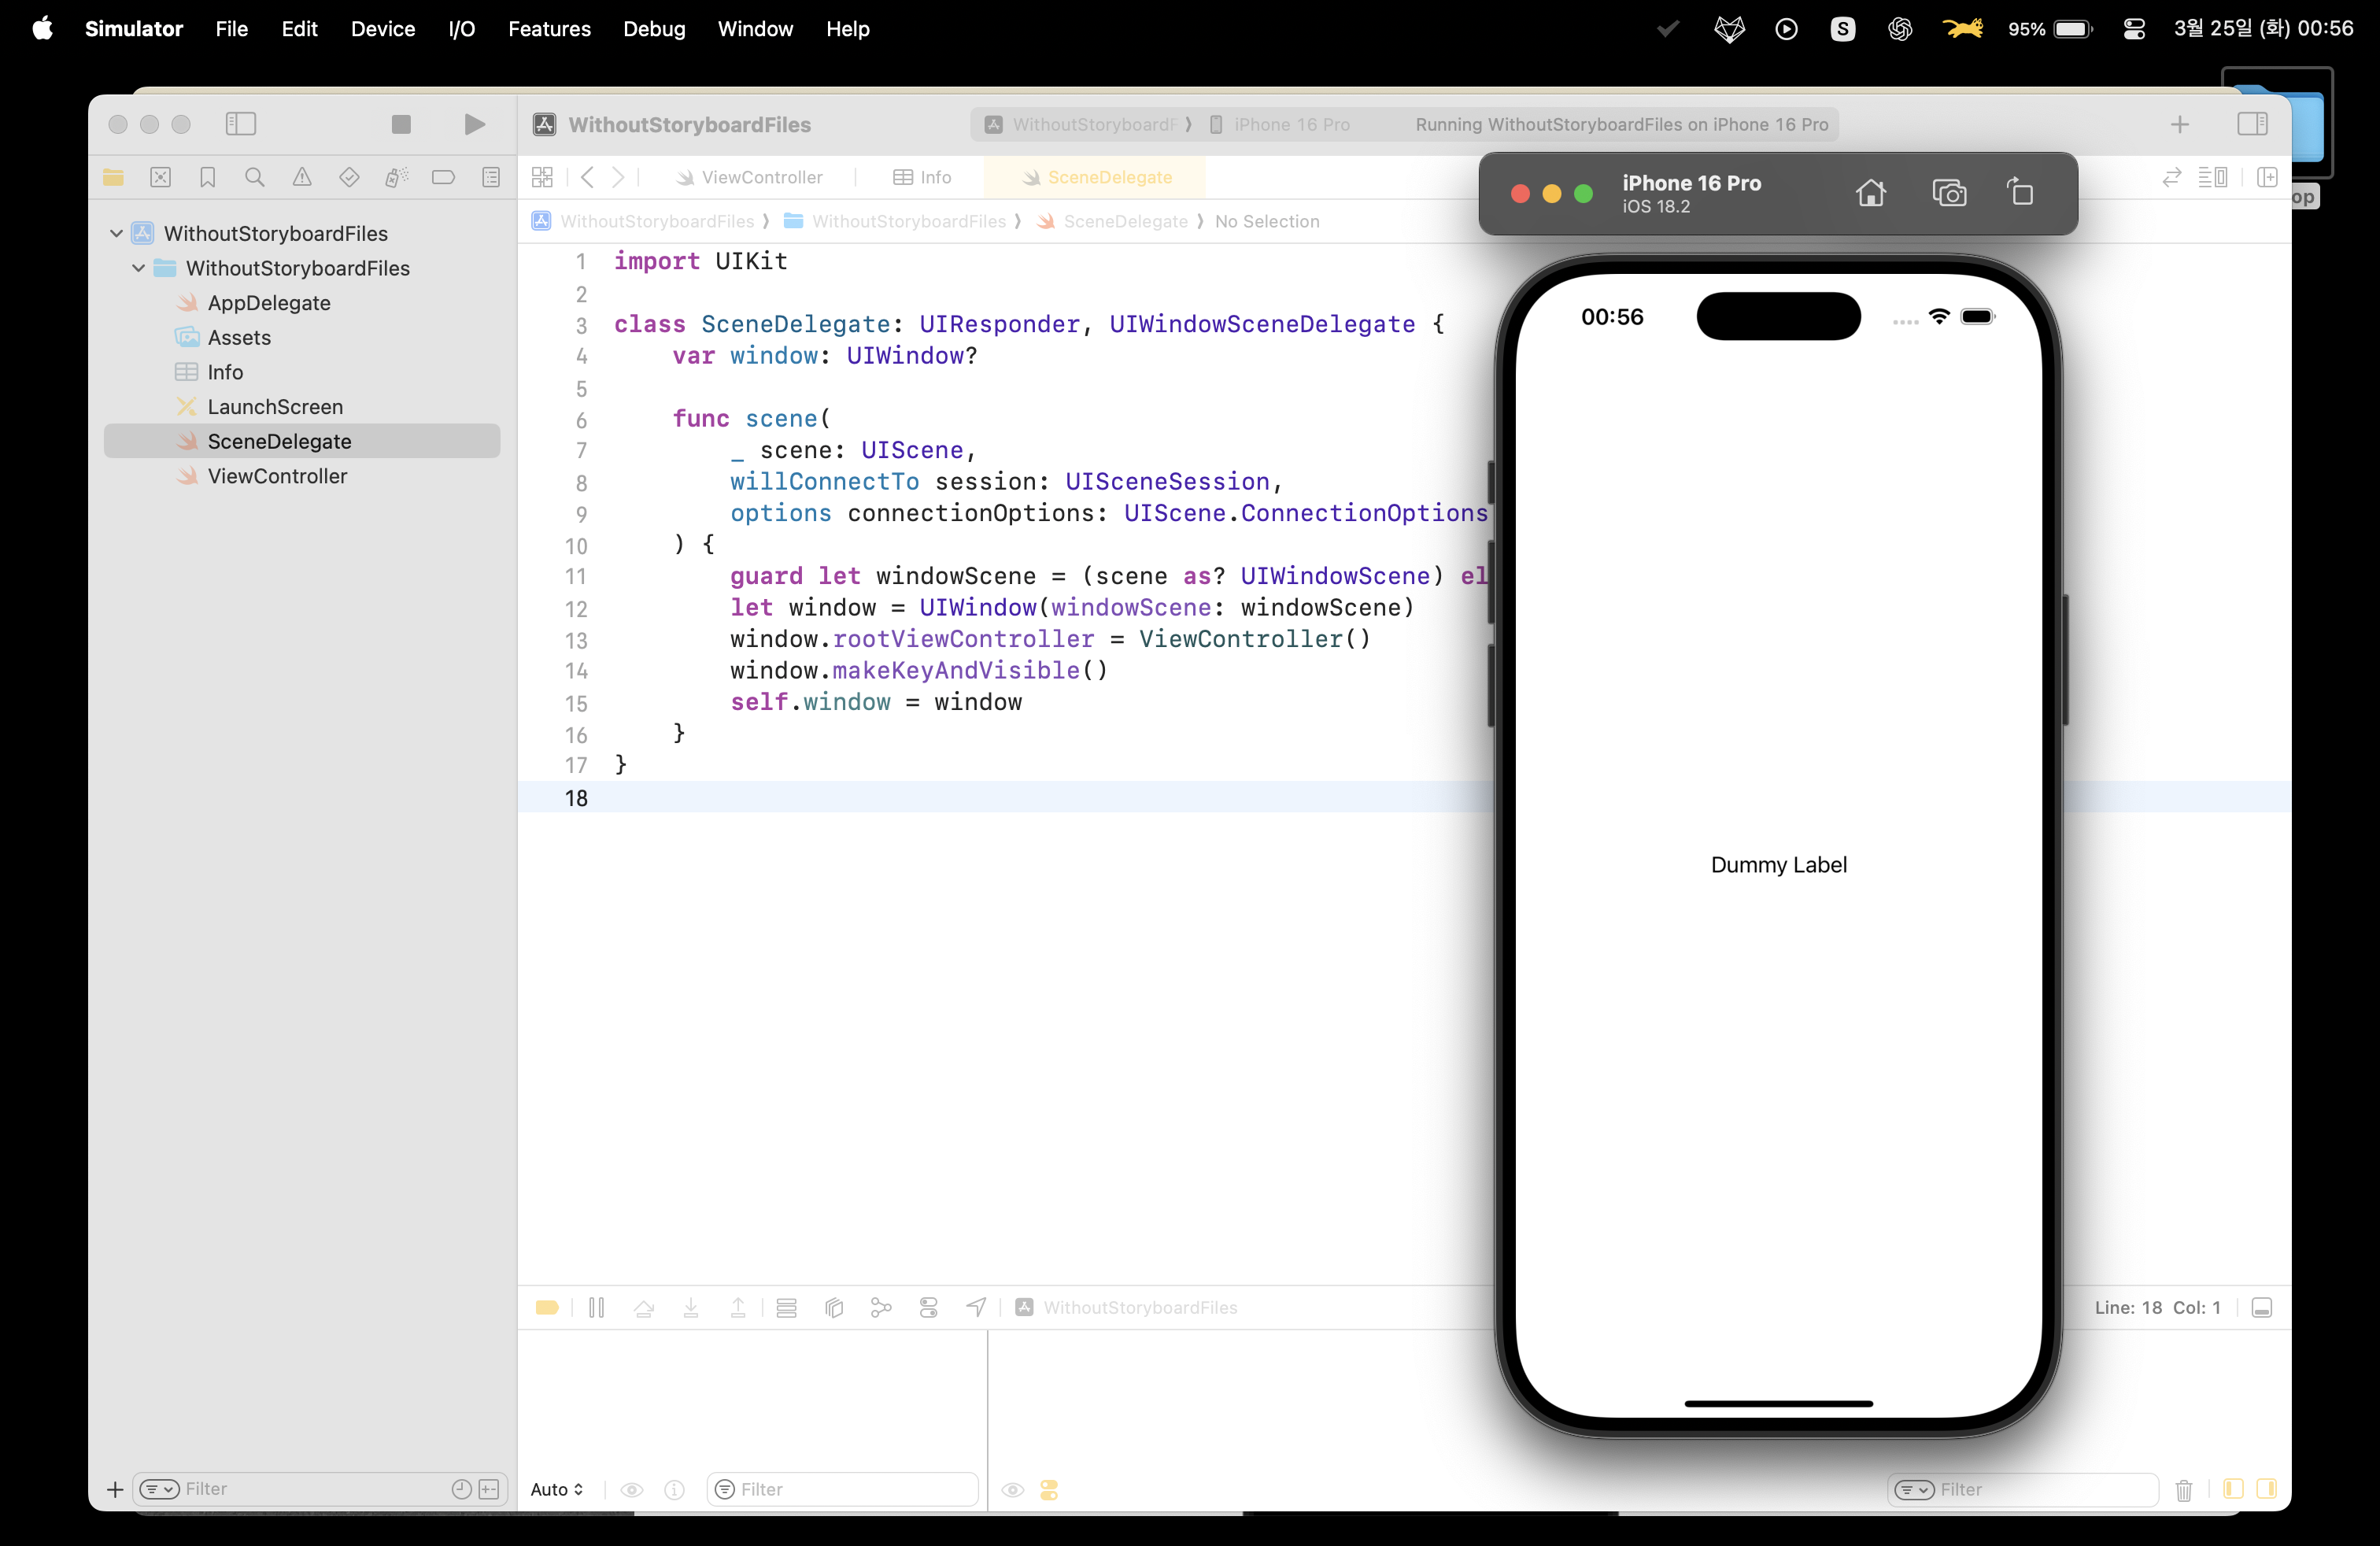 Simulator File Edit Device I/O Features Debug Window Help S 95% 3월 25일 (화) 00:56
WithoutStoryboardFiles WithoutStoryboardF ⟩ iPhone 16 Pro Running WithoutStoryboardFiles on iPhone 16 Pro
op
ViewController Info SceneDelegate
WithoutStoryboardFiles ⟩ WithoutStoryboardFiles ⟩ SceneDelegate ⟩ No Selection
WithoutStoryboardFiles
WithoutStoryboardFiles
AppDelegate
Assets
Info
LaunchScreen
SceneDelegate
ViewController
1 import UIKit
2
3 class SceneDelegate: UIResponder, UIWindowSceneDelegate {
4 var window: UIWindow?
5
6 func scene(
7 _ scene: UIScene,
8 willConnectTo session: UISceneSession,
9 options connectionOptions: UIScene.ConnectionOptions
10 ) {
11 guard let windowScene = (scene as? UIWindowScene) el
12 let window = UIWindow(windowScene: windowScene)
13 window.rootViewController = ViewController()
14 window.makeKeyAndVisible()
15 self.window = window
16 }
17 }
18
iPhone 16 Pro
iOS 18.2
00:56
Dummy Label
WithoutStoryboardFiles Line: 18 Col: 1
Filter
Auto Filter
Filter